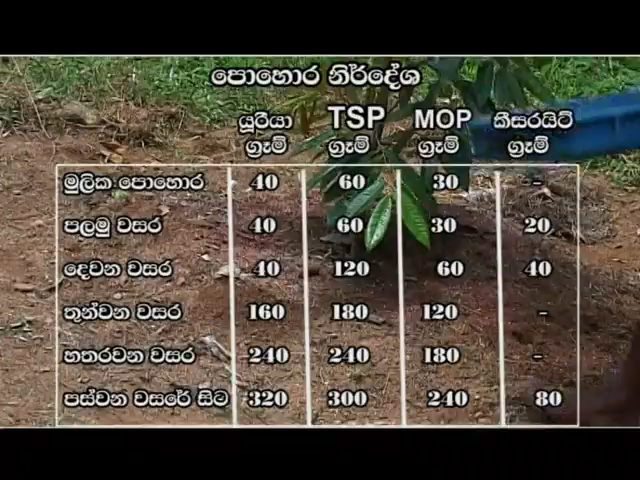 පොහොර නිර්දේශ
යූරියා TSP MOP කීසරයිට්
ග්‍රෑම් ග්‍රෑම් ග්‍රෑම් ග්‍රෑම්
මුලික පොහොර 40 60 30 -
පලමු වසර 40 60 30 20
දෙවන වසර 40 120 60 40
තුන්වන වසර 160 180 120 -
හතරවන වසර 240 240 180 -
පස්වන වසරේ සිට 320 300 240 80